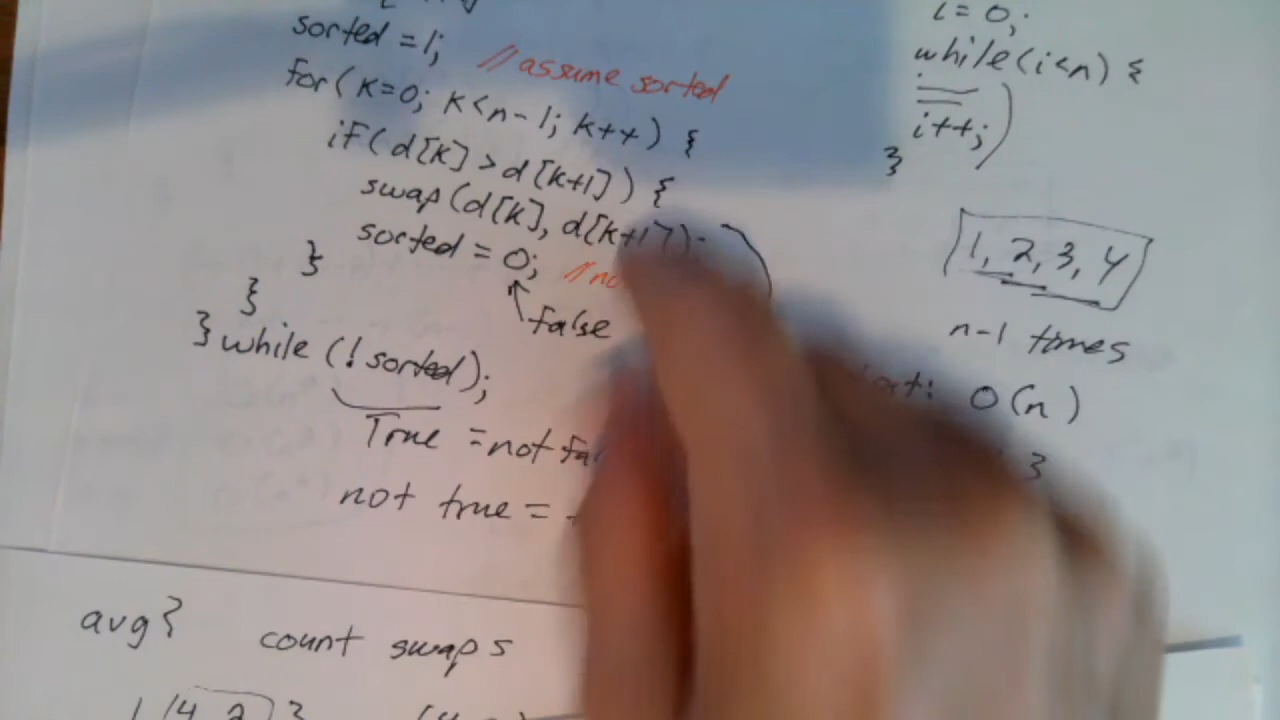 sorted = 1; //assume sorted
for( k=0; k<n-1; k++) {
if( d[k] > d[k+1] ) {
swap(d[k], d[k+1]);
sorted = 0;
false
}
}
} while (! sorted);
True = not
not true =
i = 0;
while(i<n) {
i++;
}
1, 2, 3, 4
n-1 times
O(n)
3
avg?
count swaps